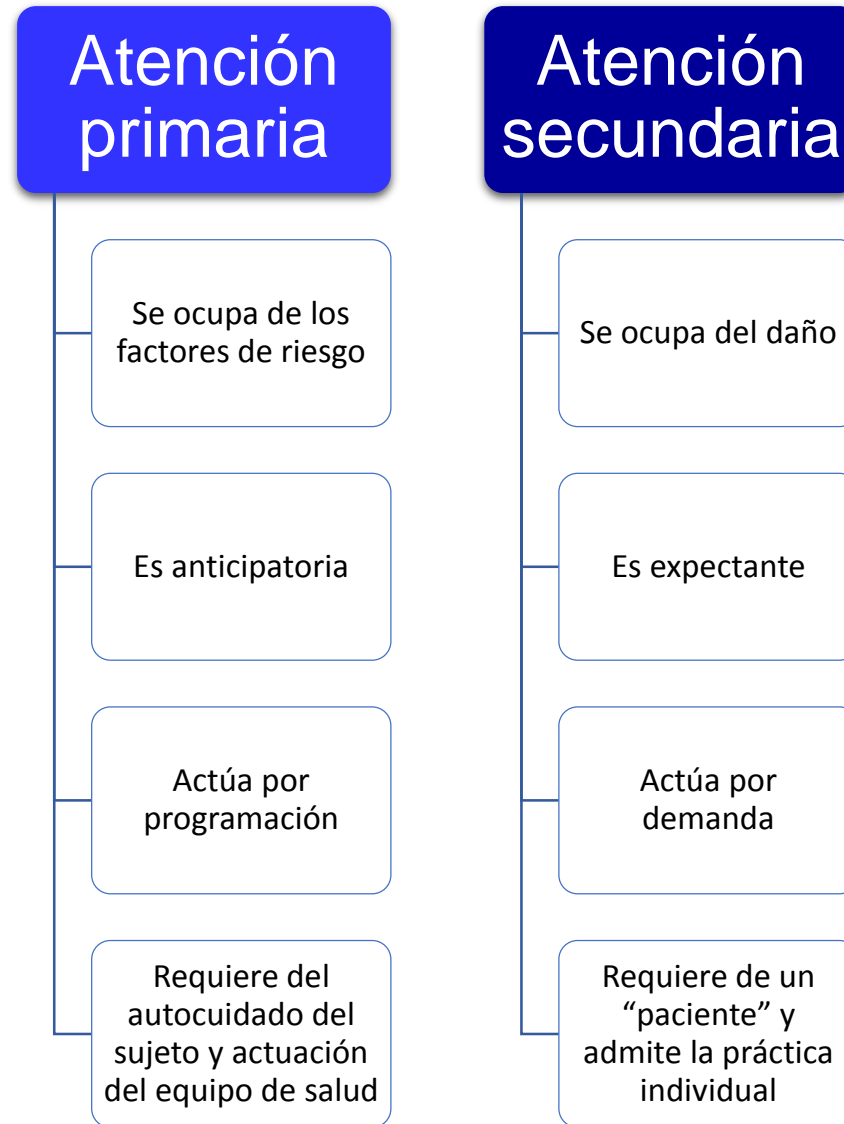 Atención
primaria
Se ocupa de los
factores de riesgo
Es anticipatoria
Actúa por
programación
Requiere del
autocuidado del
sujeto y actuación
del equipo de salud
Atención
secundaria
Se ocupa del daño
Es expectante
Actúa por
demanda
Requiere de un
“paciente” y
admite la práctica
individual